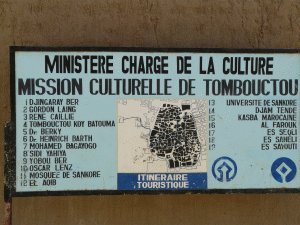 MINISTERE CHARGE DE LA CULTURE
MISSION CULTURELLE DE TOMBOUCTOU
1 DJINGARAY BER
2 GORDON LAING
3 RENE CAILLIE
4 TOMBOUCTOU KOY BATOUMA
5 Dr BERKY
6 Dr HEINRICH BARTH
7 MOHAMED BAGAYOGO
8 SIDI YAHIYA
9 YOBOU BER
10 OSCAR LENZ
11 MOSQUEE DE SANKORE
12 EL AQIB
13 UNIVERSITE DE SANKORE
14 DJAM TENDE
15 KASBA MAROCAINE
16 AL FAROUK
17 ES
18 ES SAHELI
19 ES SAYOUTI
ITINERAIRE
TOURISTIQUE